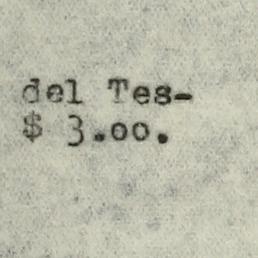 del Tes-
$ 3.oo.